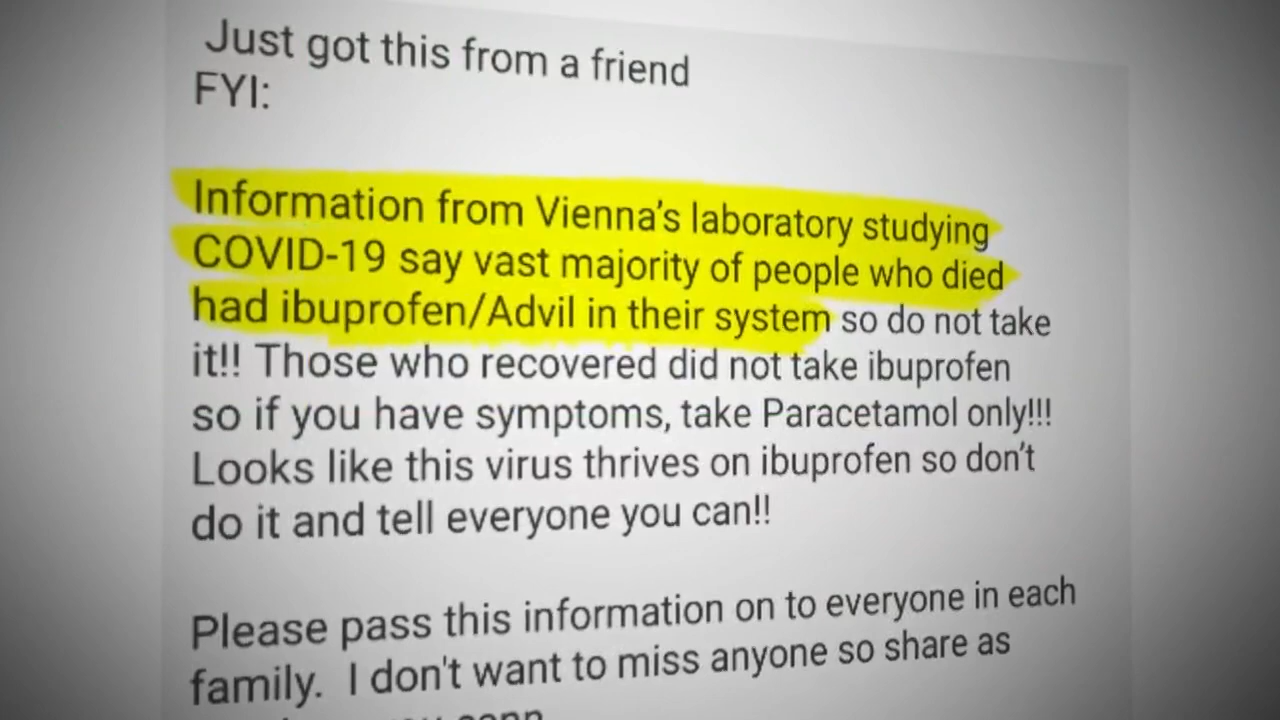 Just got this from a friend
FYI:
Information from Vienna's laboratory studying
COVID-19 say vast majority of people who died
had ibuprofen/Advil in their system so do not take
it!! Those who recovered did not take ibuprofen
so if you have symptoms, take Paracetamol only!!!
Looks like this virus thrives on ibuprofen so don't
do it and tell everyone you can!!
Please pass this information on to everyone in each
family. I don't want to miss anyone so share as